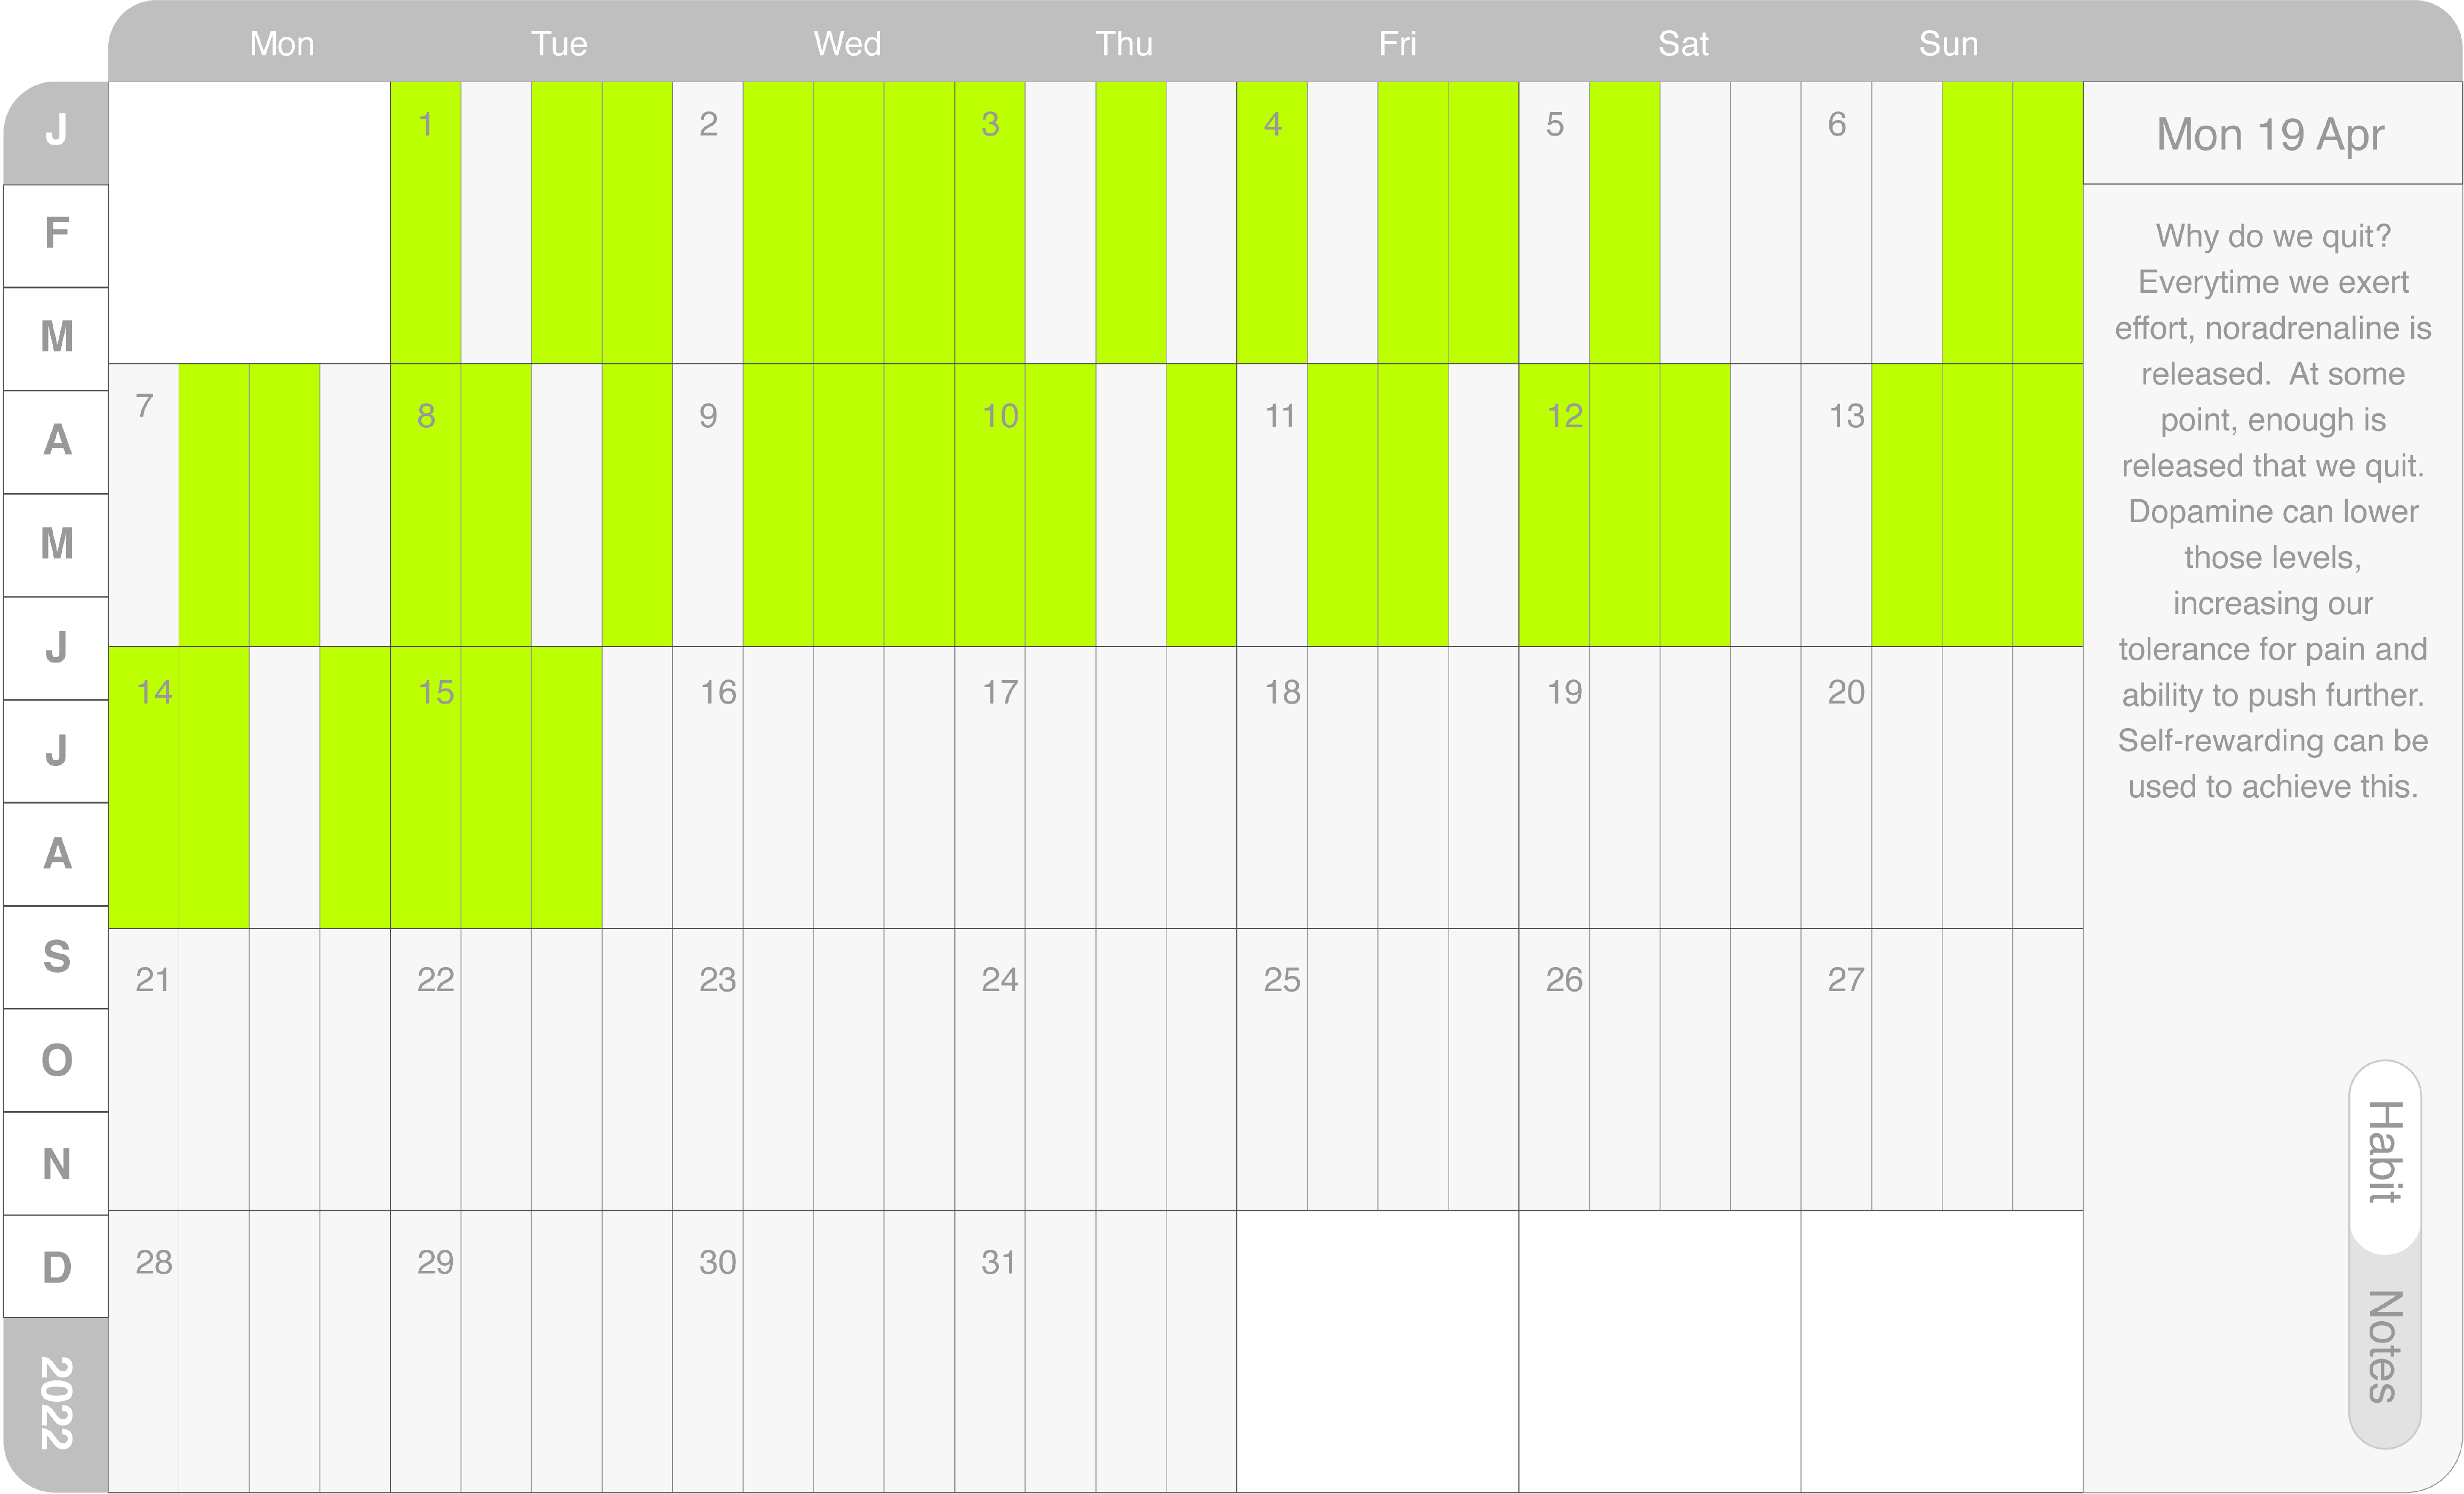 Mon Tue Wed Thu Fri Sat Sun
J
F
M
A
M
J
J
A
S
O
N
D
2022
1 2 3 4 5 6
7 8 9 10 11 12 13
14 15 16 17 18 19 20
21 22 23 24 25 26 27
28 29 30 31
Mon 19 Apr
Why do we quit?
Everytime we exert
effort, noradrenaline is
released.  At some
point, enough is
released that we quit.
Dopamine can lower
those levels,
increasing our
tolerance for pain and
ability to push further.
Self-rewarding can be
used to achieve this.
Habit
Notes